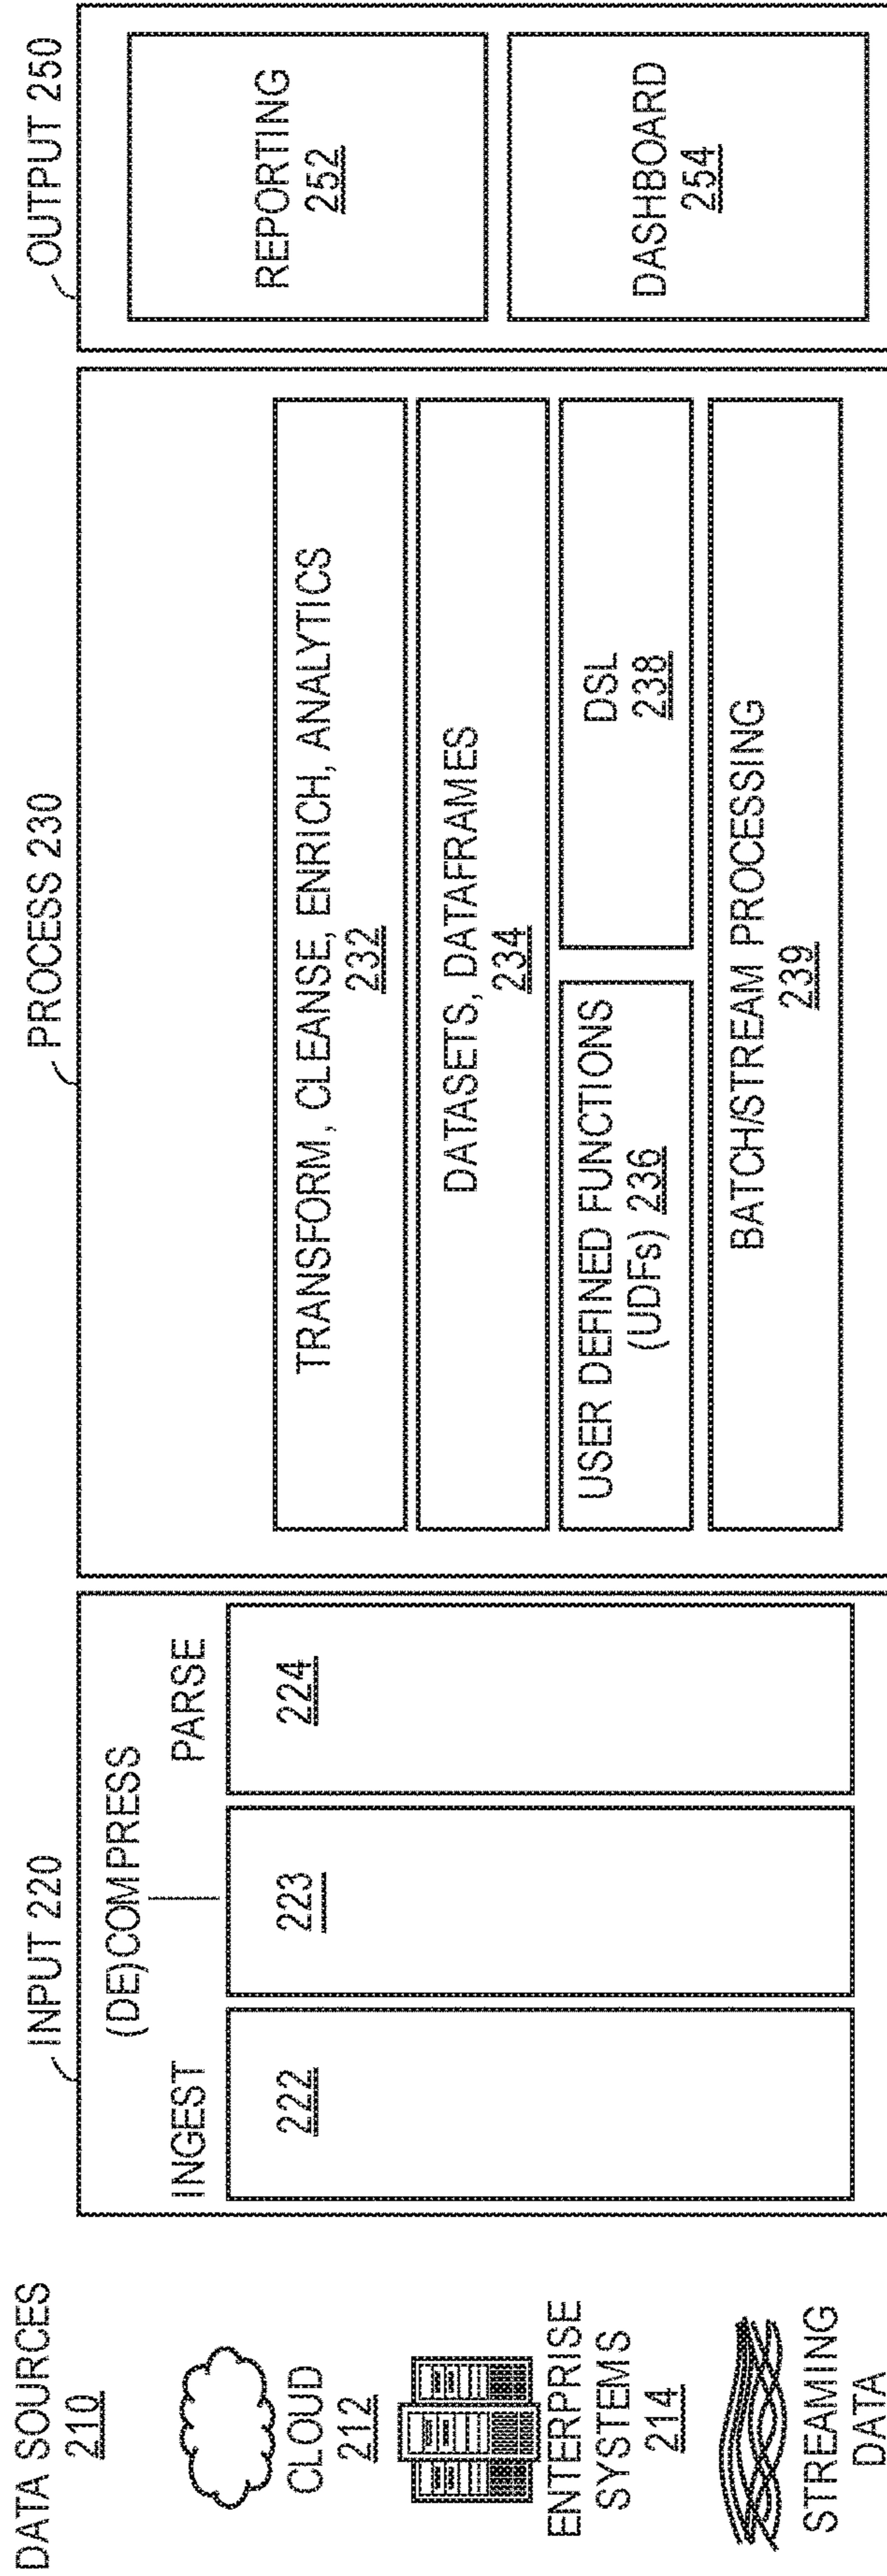 DATA SOURCES
210
CLOUD
212
ENTERPRISE
SYSTEMS
214
STREAMING
DATA
INPUT 220
INGEST
(DE)COMPRESS
PARSE
222
223
224
PROCESS 230
TRANSFORM, CLEANSE, ENRICH, ANALYTICS
232
DATASETS, DATAFRAMES
234
USER DEFINED FUNCTIONS
(UDFs) 236
DSL
238
BATCH/STREAM PROCESSING
239
OUTPUT 250
REPORTING
252
DASHBOARD
254